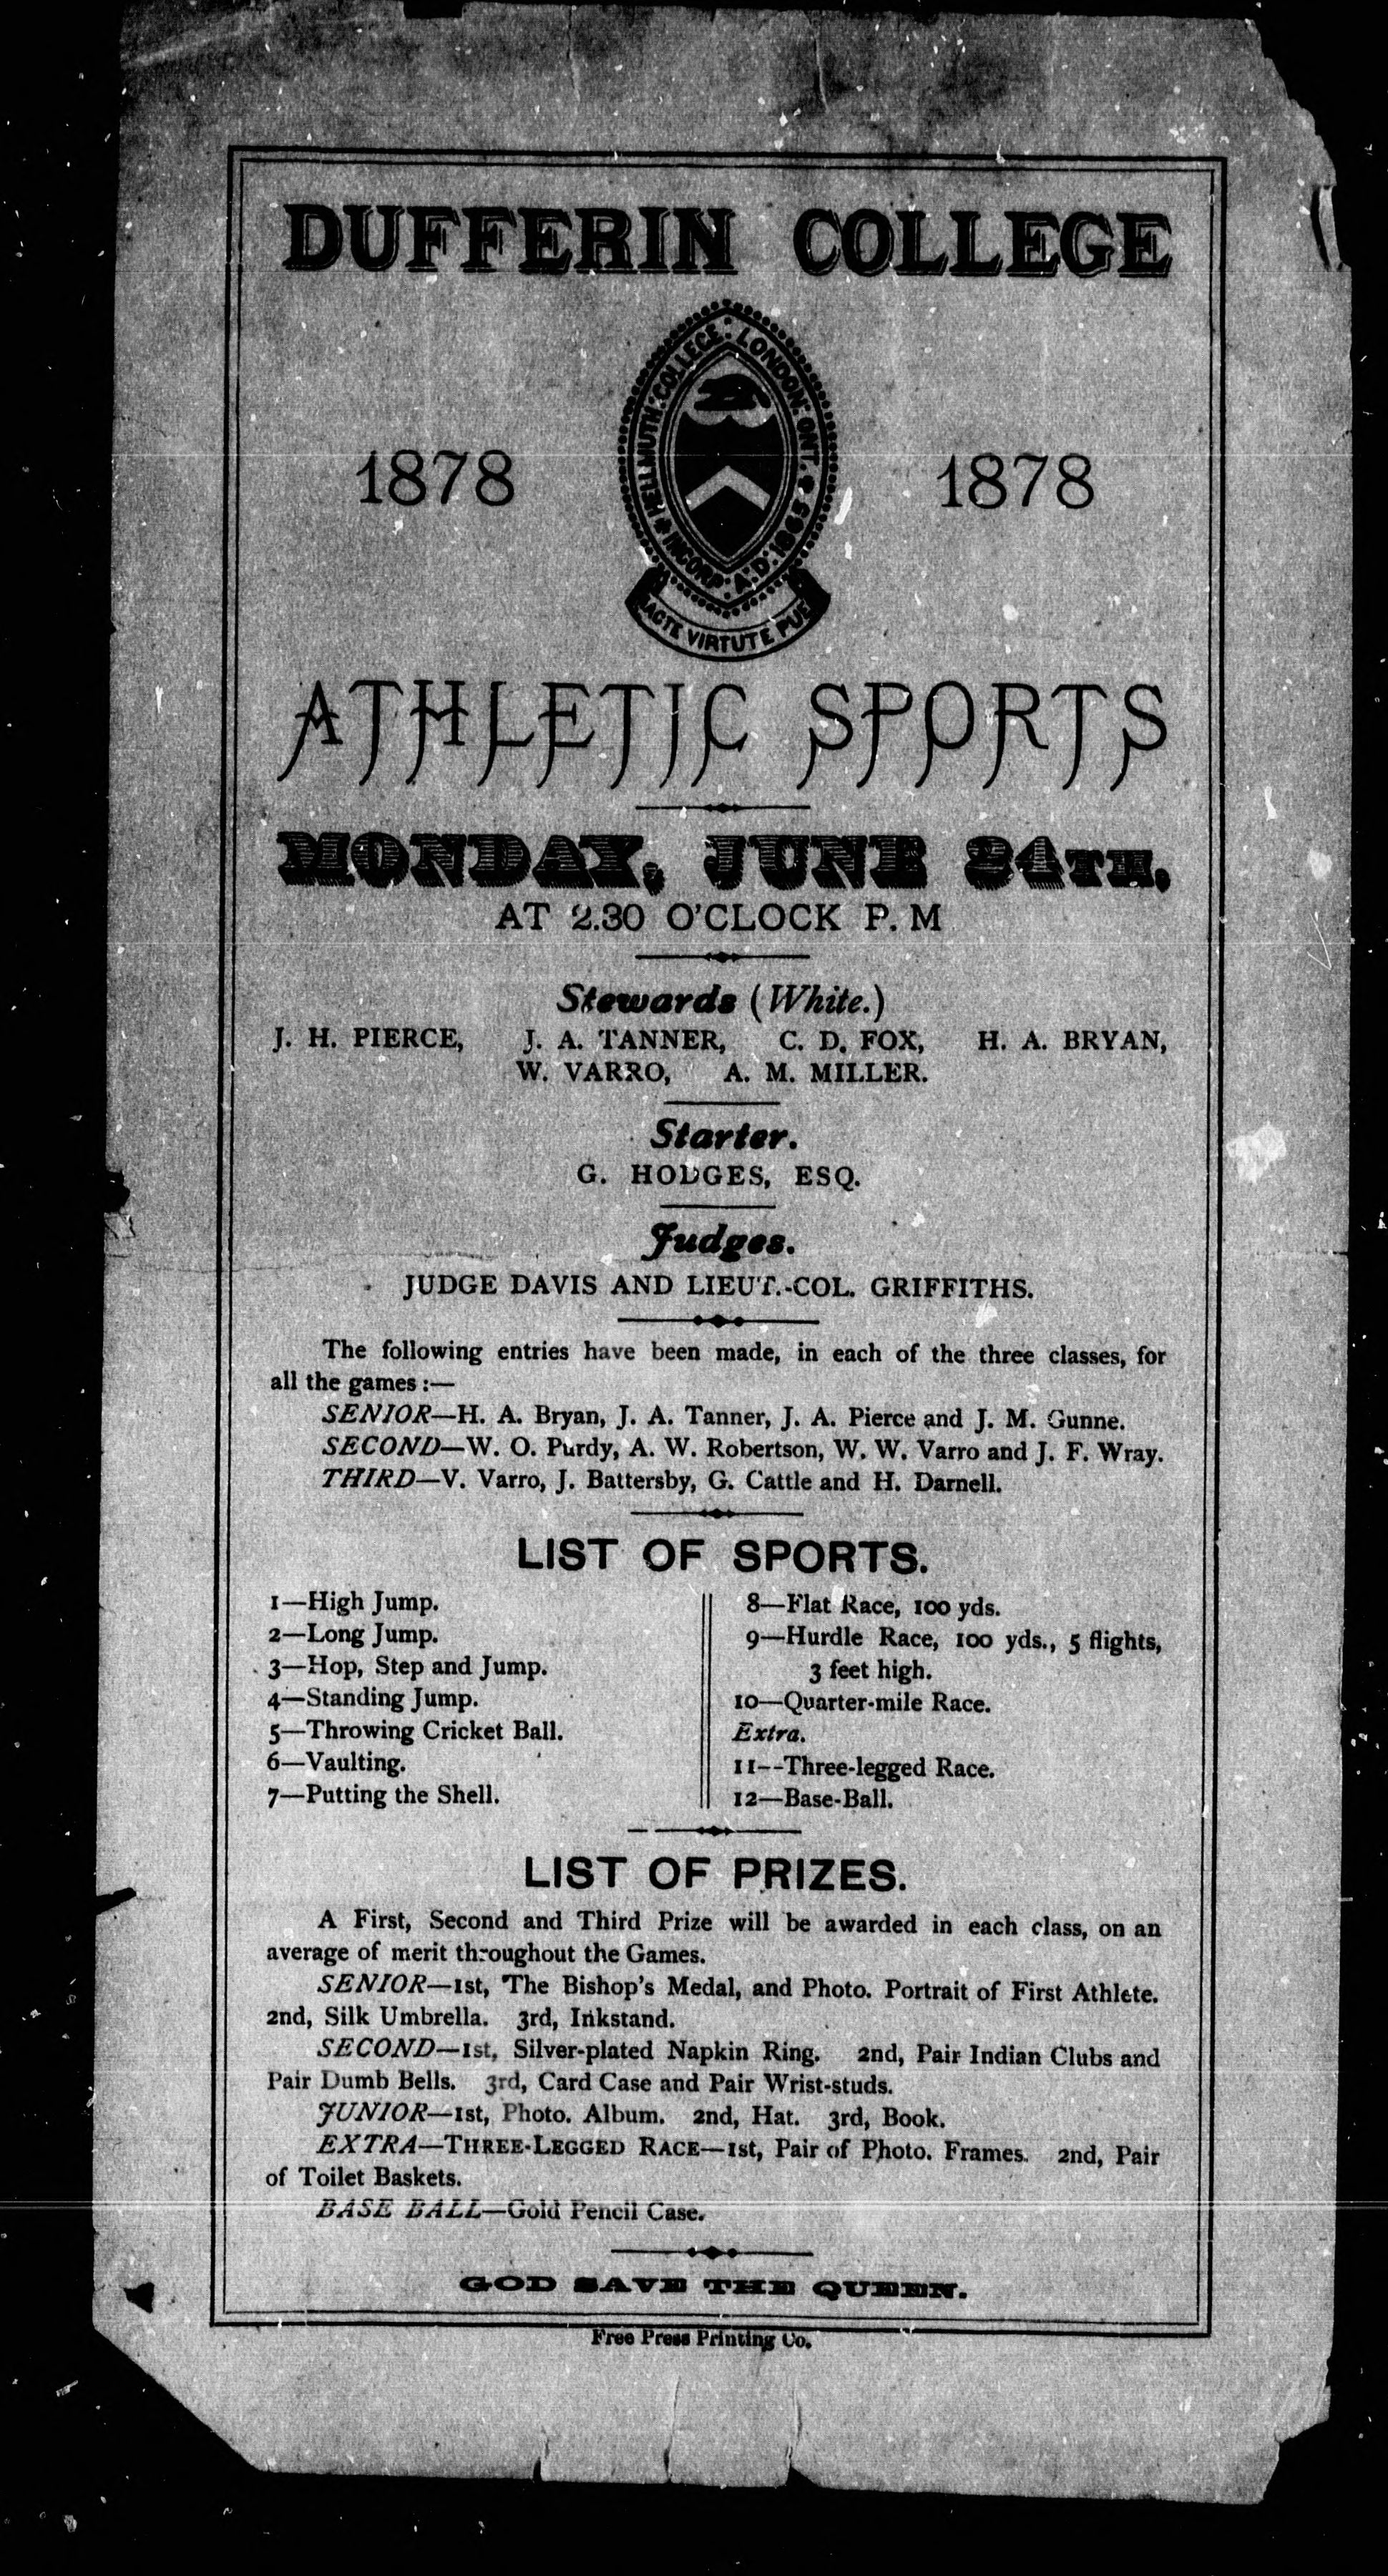 DUFFERIN COLLEGE
HELLMUTH COLLEGE: LONDON: ONT.
INCORP. A.D. 1865
1878 1878
MACTE VIRTUTE PUER
ATHLETIC SPORTS
MONDAY, JUNE 24TH,
AT 2.30 O'CLOCK P. M
Stewards (White.)
J. H. PIERCE, J. A. TANNER, C. D. FOX, H. A. BRYAN,
W. VARRO, A. M. MILLER.
Starter.
G. HODGES, ESQ.
Judges.
JUDGE DAVIS AND LIEUT.-COL. GRIFFITHS.
The following entries have been made, in each of the three classes, for
all the games :—
SENIOR—H. A. Bryan, J. A. Tanner, J. A. Pierce and J. M. Gunne.
SECOND—W. O. Purdy, A. W. Robertson, W. W. Varro and J. F. Wray.
THIRD—V. Varro, J. Battersby, G. Cattle and H. Darnell.
LIST OF SPORTS.
1—High Jump.
2—Long Jump.
3—Hop, Step and Jump.
4—Standing Jump.
5—Throwing Cricket Ball.
6—Vaulting.
7—Putting the Shell.
8—Flat Race, 100 yds.
9—Hurdle Race, 100 yds., 5 flights,
3 feet high.
10—Quarter-mile Race.
Extra.
11--Three-legged Race.
12—Base-Ball.
LIST OF PRIZES.
A First, Second and Third Prize will be awarded in each class, on an
average of merit throughout the Games.
SENIOR—1st, The Bishop's Medal, and Photo. Portrait of First Athlete.
2nd, Silk Umbrella. 3rd, Inkstand.
SECOND—1st, Silver-plated Napkin Ring. 2nd, Pair Indian Clubs and
Pair Dumb Bells. 3rd, Card Case and Pair Wrist-studs.
JUNIOR—1st, Photo. Album. 2nd, Hat. 3rd, Book.
EXTRA—THREE-LEGGED RACE—1st, Pair of Photo. Frames. 2nd, Pair
of Toilet Baskets.
BASE BALL—Gold Pencil Case.
GOD SAVE THE QUEEN.
Free Press Printing Co.